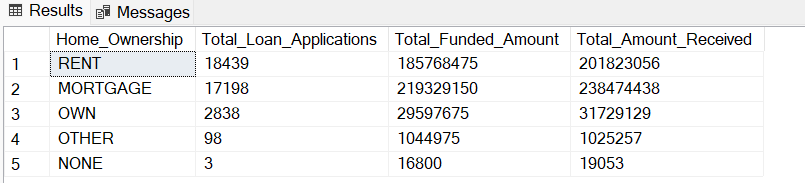 Results Messages
Home_Ownership Total_Loan_Applications Total_Funded_Amount Total_Amount_Received
1 RENT 18439 185768475 201823056
2 MORTGAGE 17198 219329150 238474438
3 OWN 2838 29597675 31729129
4 OTHER 98 1044975 1025257
5 NONE 3 16800 19053